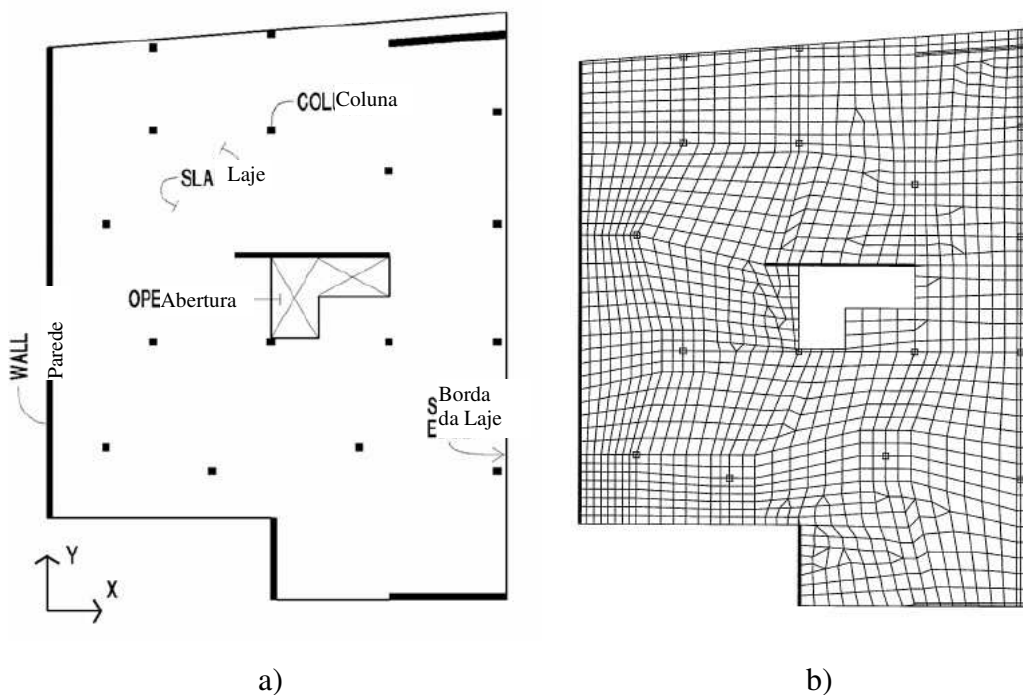 COL Coluna
SLA Laje
OPE Abertura
WALL
Parede
S Borda
E da Laje
Y
X
a)
b)